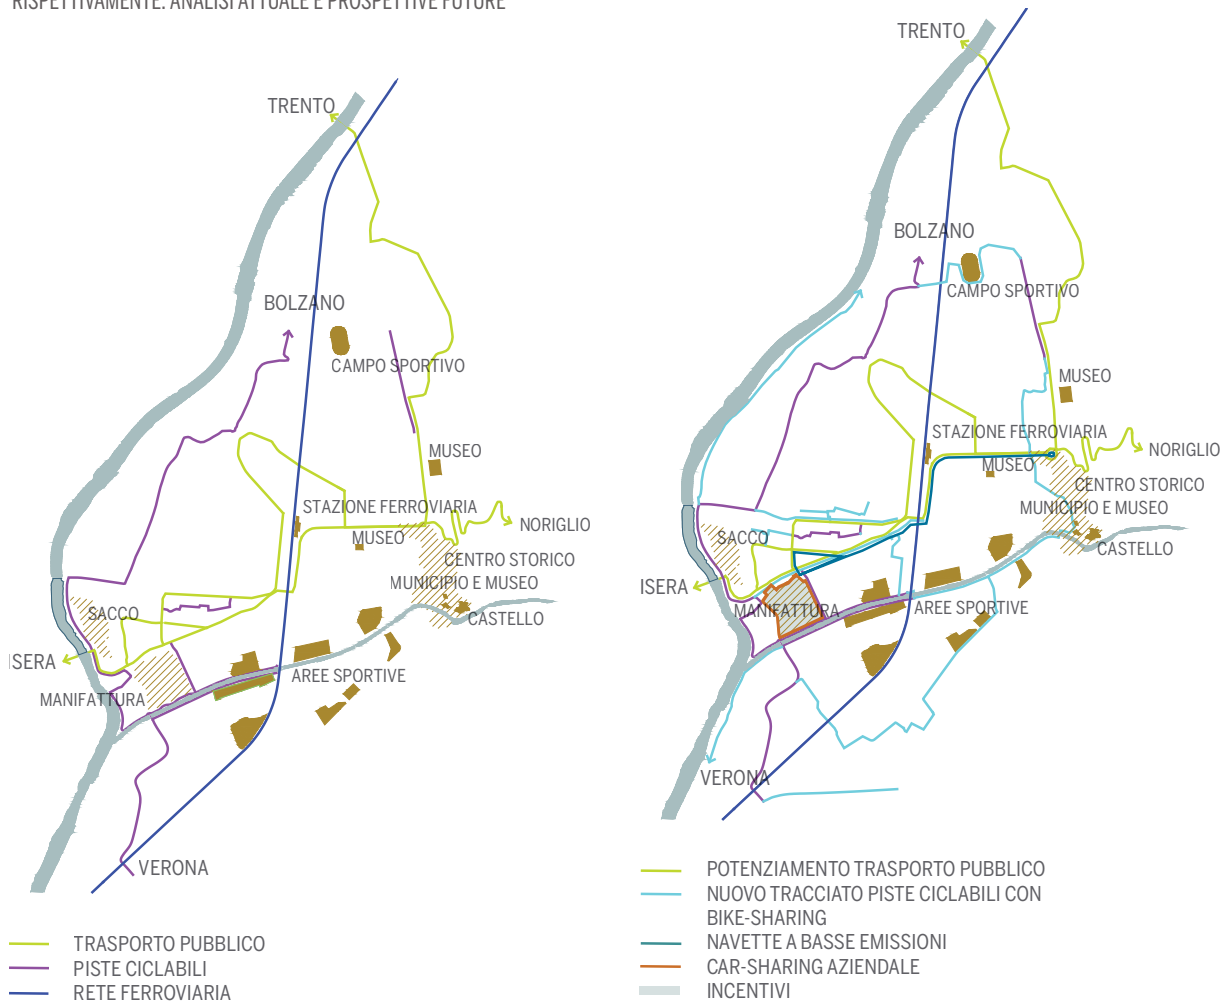 RISPETTIVAMENTE: ANALISI ATTUALE E PROSPETTIVE FUTURE
TRENTO
BOLZANO
CAMPO SPORTIVO
MUSEO
STAZIONE FERROVIARIA
NORIGLIO
MUSEO
CENTRO STORICO
MUNICIPIO E MUSEO
SACCO
CASTELLO
ISERA
AREE SPORTIVE
MANIFATTURA
VERONA
TRASPORTO PUBBLICO
PISTE CICLABILI
RETE FERROVIARIA
TRENTO
BOLZANO
CAMPO SPORTIVO
MUSEO
STAZIONE FERROVIARIA
NORIGLIO
MUSEO
CENTRO STORICO
MUNICIPIO E MUSEO
SACCO
CASTELLO
ISERA
MANIFATTURA
AREE SPORTIVE
VERONA
POTENZIAMENTO TRASPORTO PUBBLICO
NUOVO TRACCIATO PISTE CICLABILI CON
BIKE-SHARING
NAVETTE A BASSE EMISSIONI
CAR-SHARING AZIENDALE
INCENTIVI